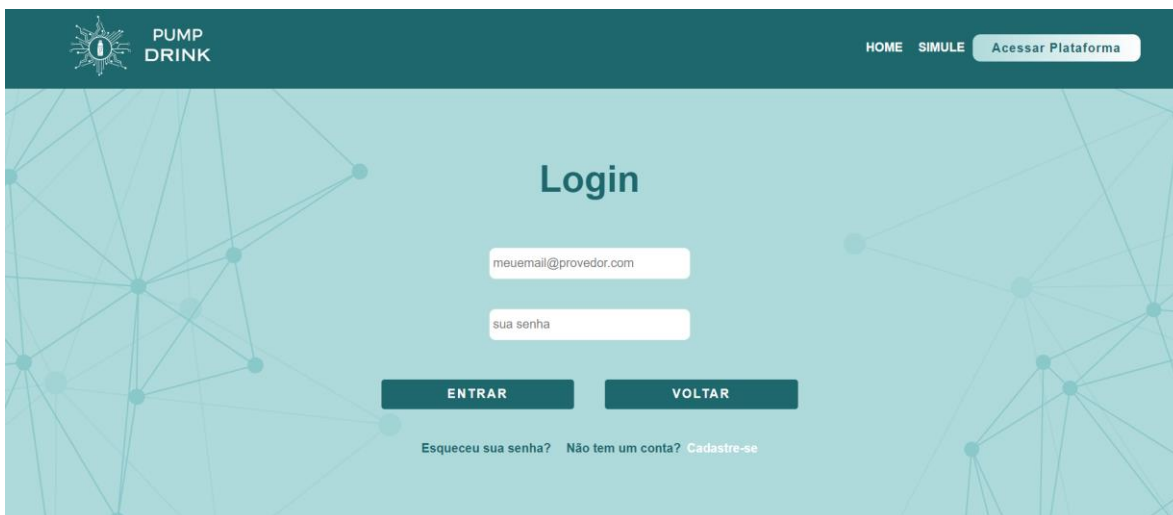 PUMP
DRINK
HOME SIMULE Acessar Plataforma
Login
meuemail@provedor.com
sua senha
ENTRAR VOLTAR
Esqueceu sua senha? Não tem um conta? Cadastre-se